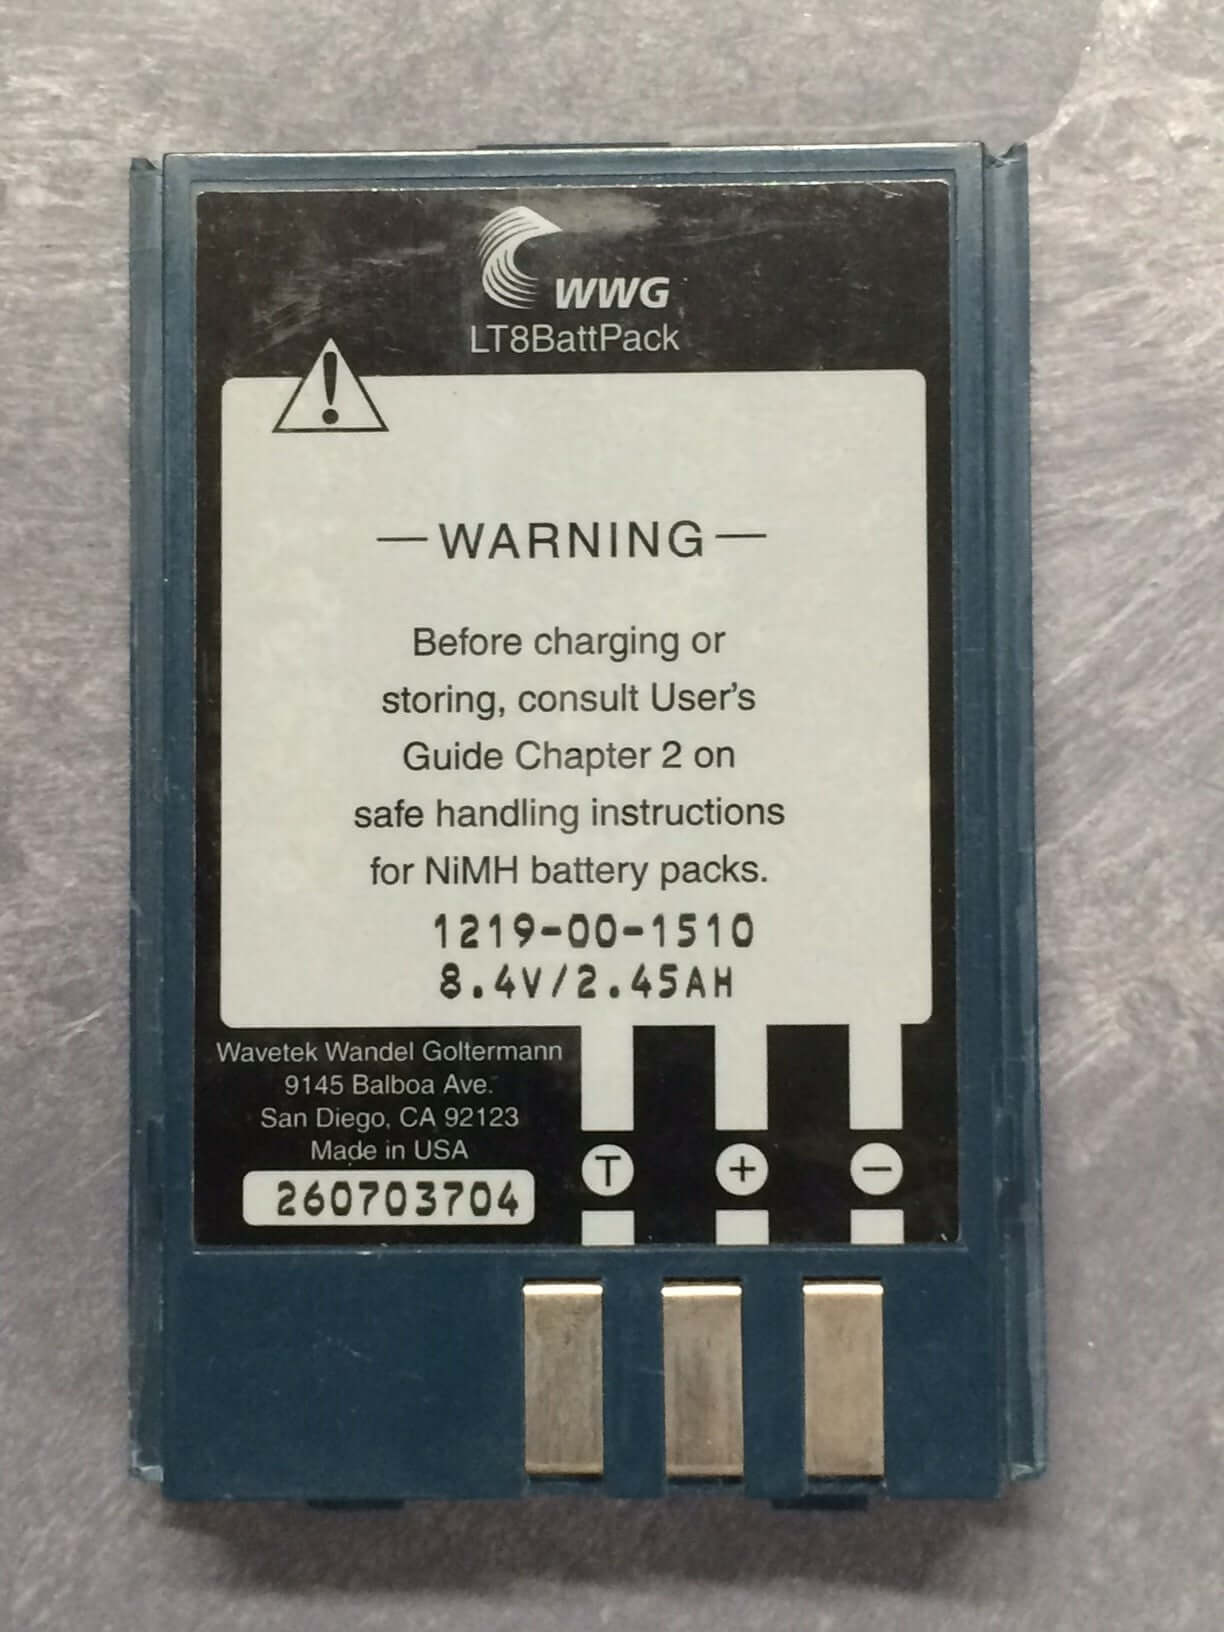 WWG
LT8BattPack
!
—WARNING—
Before charging or
storing, consult User's
Guide Chapter 2 on
safe handling instructions
for NiMH battery packs.
1219-00-1510
8.4V/2.45AH
Wavetek Wandel Goltermann
9145 Balboa Ave.
San Diego, CA 92123
Made in USA
260703704
T + −